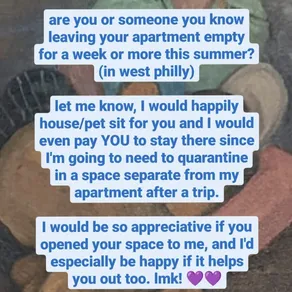 are you or someone you know
leaving your apartment empty
for a week or more this summer?
(in west philly)
let me know, I would happily
house/pet sit for you and I would
even pay YOU to stay there since
I'm going to need to quarantine
in a space separate from my
apartment after a trip.
I would be so appreciative if you
opened your space to me, and I'd
especially be happy if it helps
you out too. lmk! 💜💜